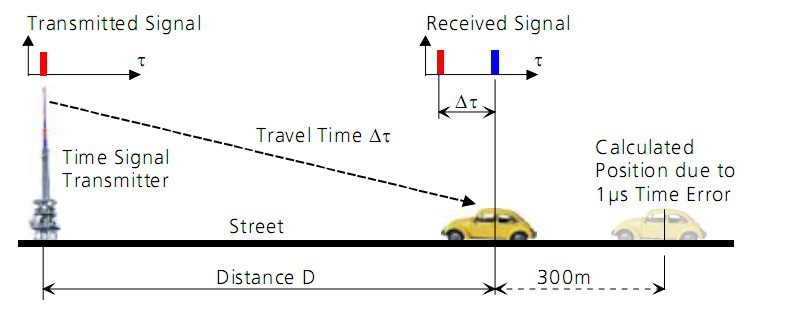 Transmitted Signal
τ
Received Signal
τ
Δτ
Travel Time Δτ
Time Signal
Transmitter
Calculated
Position due to
1µs Time Error
Street
Distance D
300m